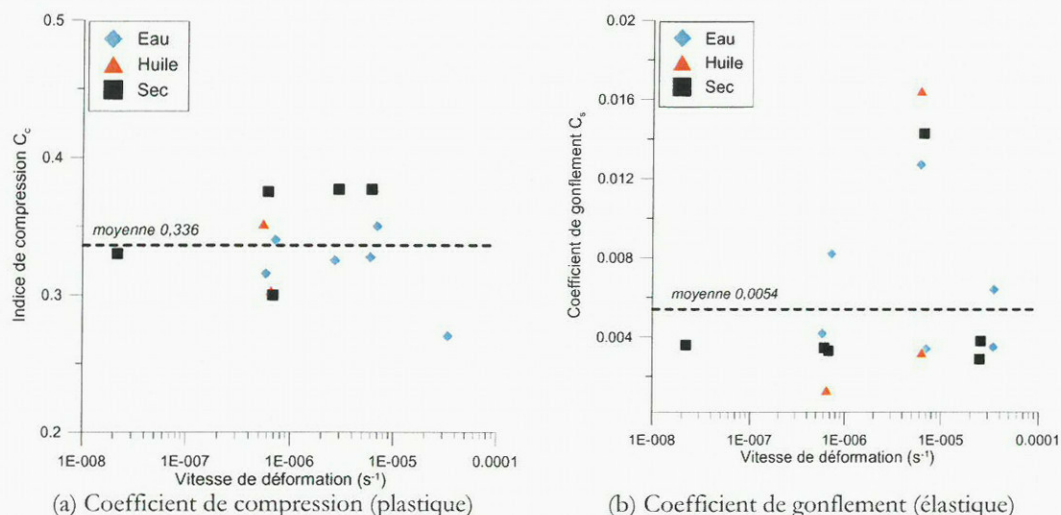 0.5
0.4
0.3
0.2
Indice de compression Cc
Eau
Huile
Sec
moyenne 0,336
1E-008 1E-007 1E-006 1E-005 0.0001
Vitesse de déformation (s-1)
(a) Coefficient de compression (plastique)
0.02
0.016
0.012
0.008
0.004
Coefficient de gonflement Cs
Eau
Huile
Sec
moyenne 0,0054
1E-008 1E-007 1E-006 1E-005 0.0001
Vitesse de déformation (s-1)
(b) Coefficient de gonflement (élastique)